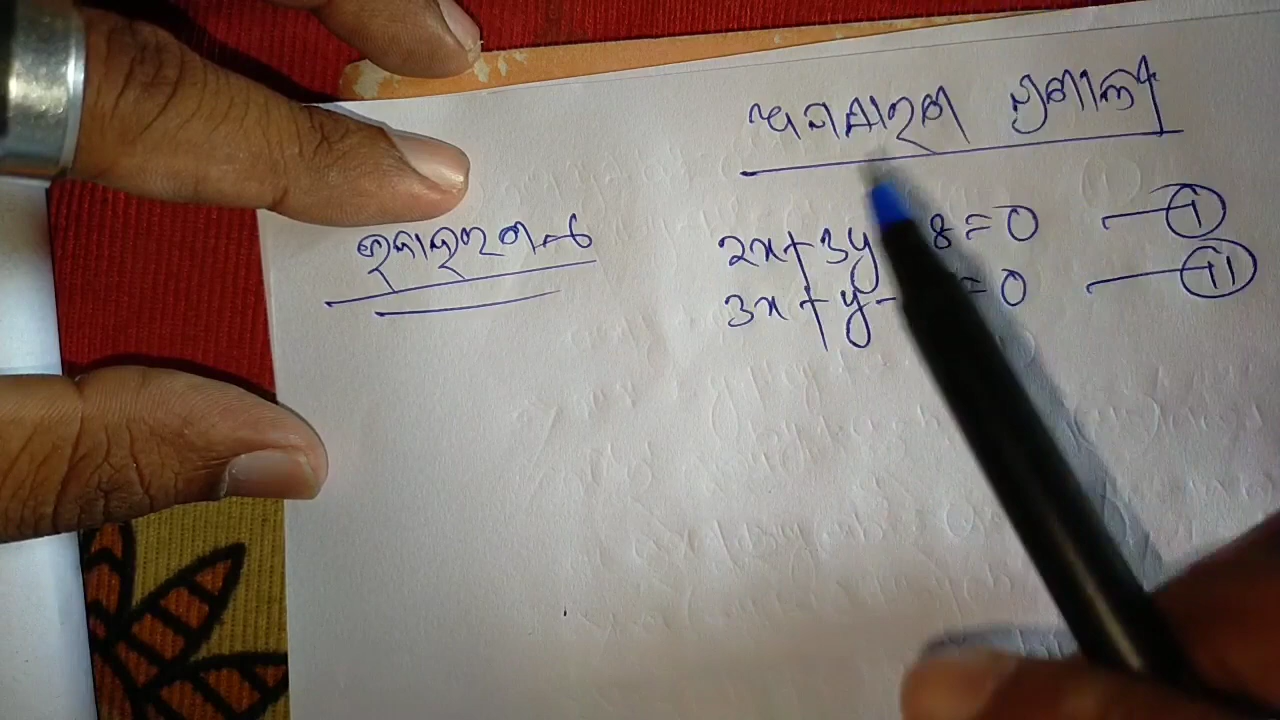 ଅପସାରଣ ପ୍ରଣାଳୀ
ଉଦାହରଣ
2x+3y 8=0 — (I)
3x+y- =0 — (II)